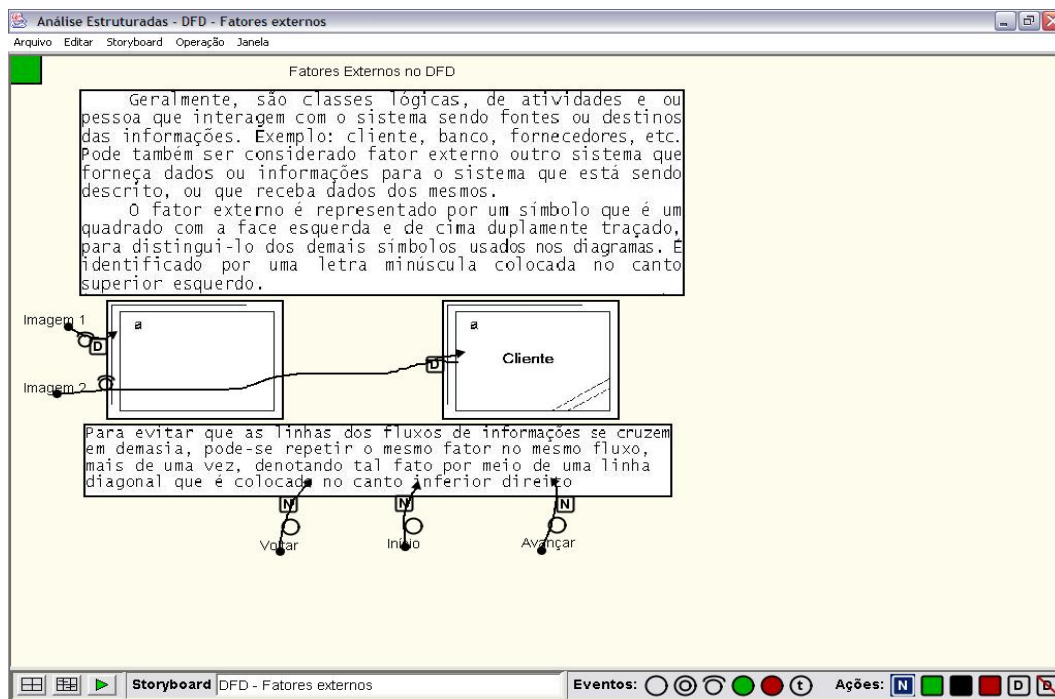 Análise Estruturadas - DFD - Fatores externos
Arquivo Editar Storyboard Operação Janela
Fatores Externos no DFD
Geralmente, são classes lógicas, de atividades e ou
pessoa que interagem com o sistema sendo fontes ou destinos
das informações. Exemplo: cliente, banco, fornecedores, etc.
Pode também ser considerado fator externo outro sistema que
forneça dados ou informações para o sistema que está sendo
descrito, ou que receba dados dos mesmos.
O fator externo é representado por um símbolo que é um
quadrado com a face esquerda e de cima duplamente traçado,
para distingui-lo dos demais símbolos usados nos diagramas. É
identificado por uma letra minúscula colocada no canto
superior esquerdo.
Imagem 1
D
a
a
Cliente
D
Imagem 2
Para evitar que as linhas dos fluxos de informações se cruzem
em demasia, pode-se repetir o mesmo fator no mesmo fluxo,
mais de uma vez, denotando tal fato por meio de uma linha
diagonal que é colocada no canto inferior direito
N N N
Voltar Início Avançar
Storyboard DFD - Fatores externos Eventos: t Ações: N D D